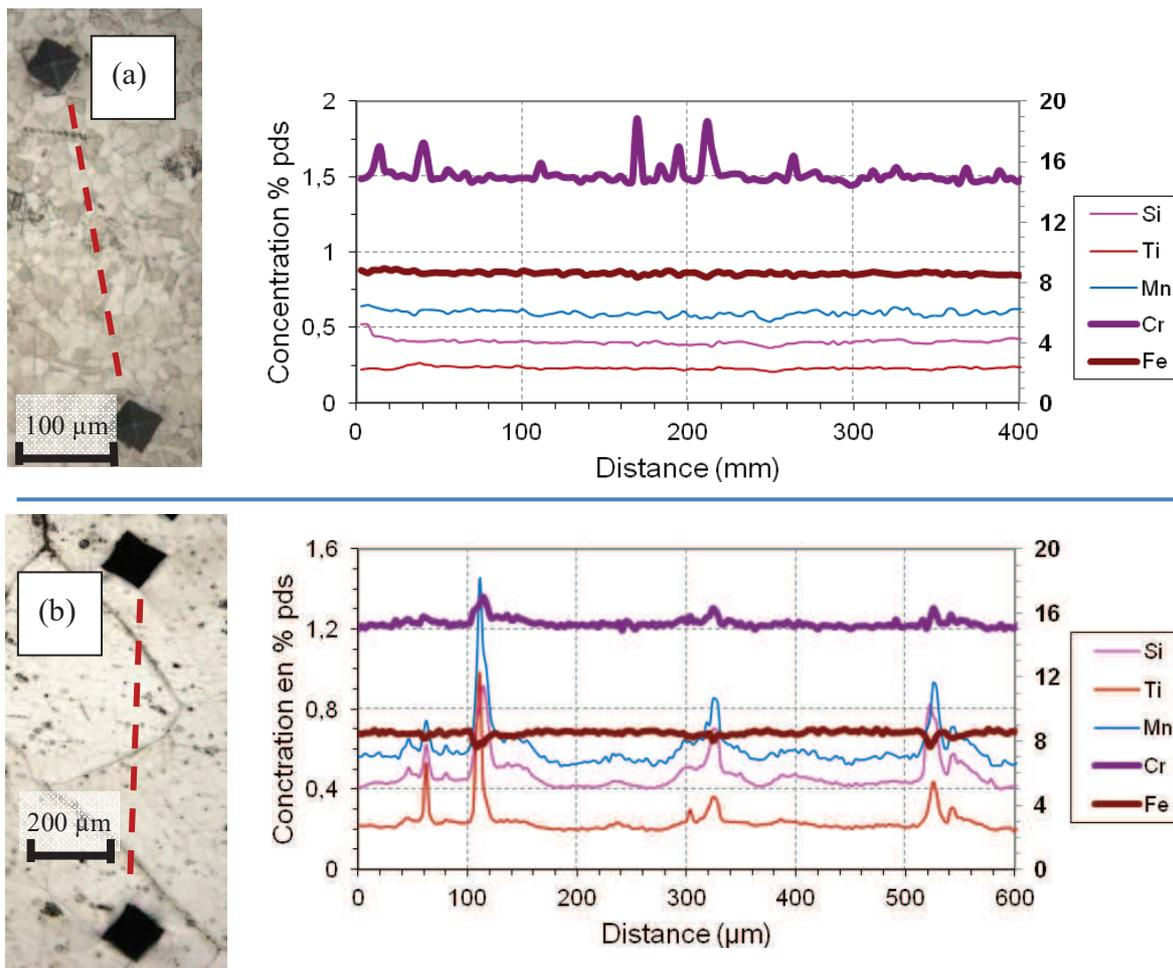 (a)
100 µm
Concentration % pds
2
1,5
1
0,5
0
20
16
12
8
4
0
0 100 200 300 400
Distance (mm)
Si
Ti
Mn
Cr
Fe
(b)
200 µm
Conctration en % pds
1,6
1,2
0,8
0,4
0
20
16
12
8
4
0
0 100 200 300 400 500 600
Distance (µm)
Si
Ti
Mn
Cr
Fe